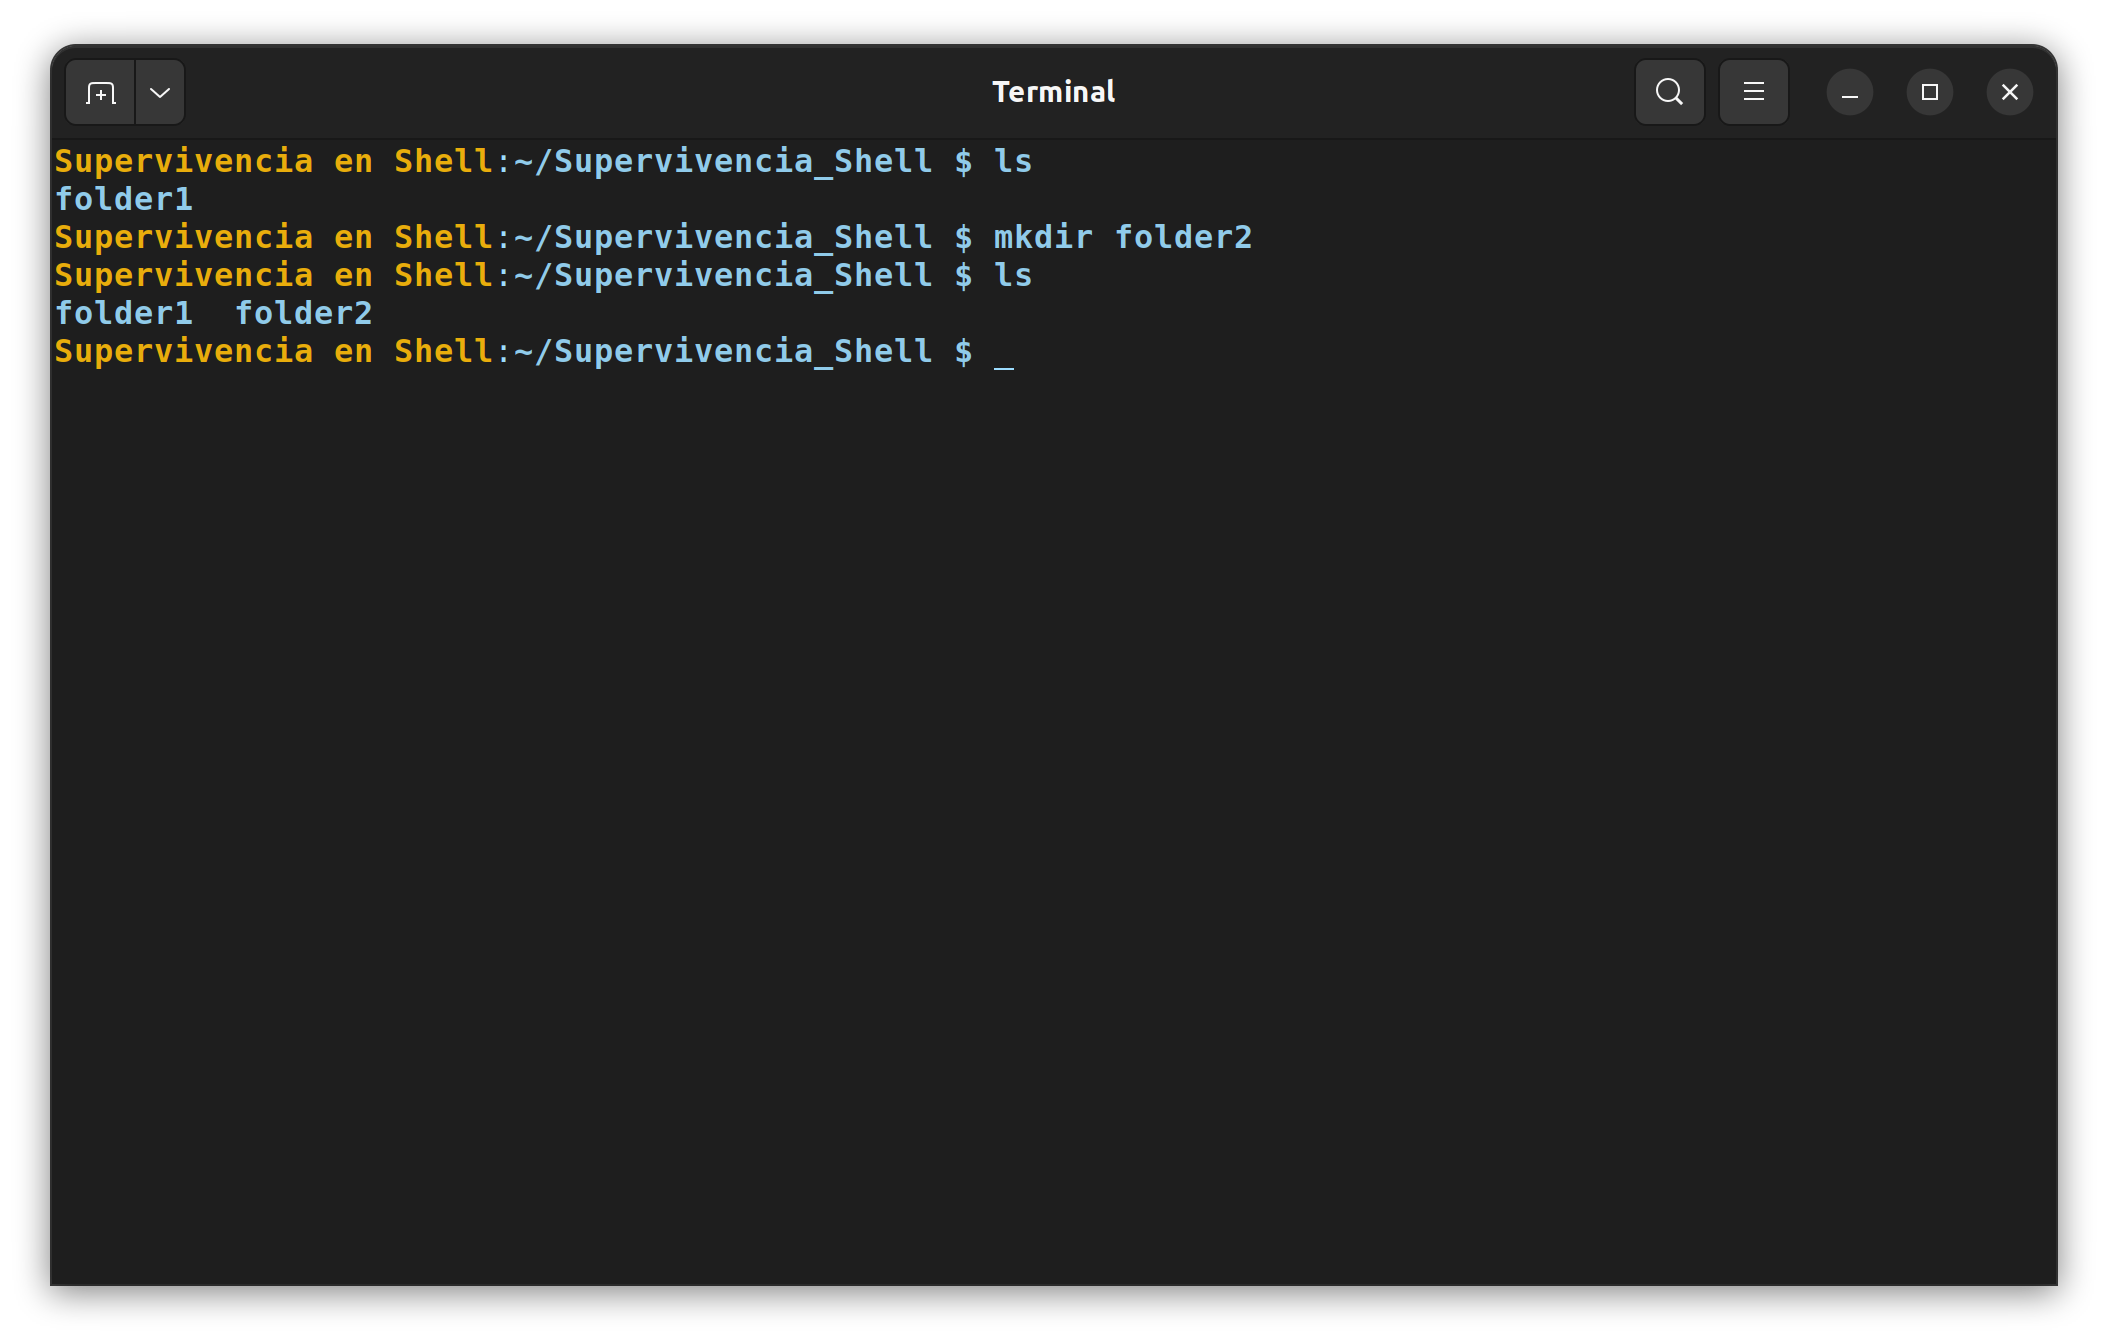 Terminal
Supervivencia en Shell:~/Supervivencia_Shell $ ls
folder1
Supervivencia en Shell:~/Supervivencia_Shell $ mkdir folder2
Supervivencia en Shell:~/Supervivencia_Shell $ ls
folder1  folder2
Supervivencia en Shell:~/Supervivencia_Shell $ _